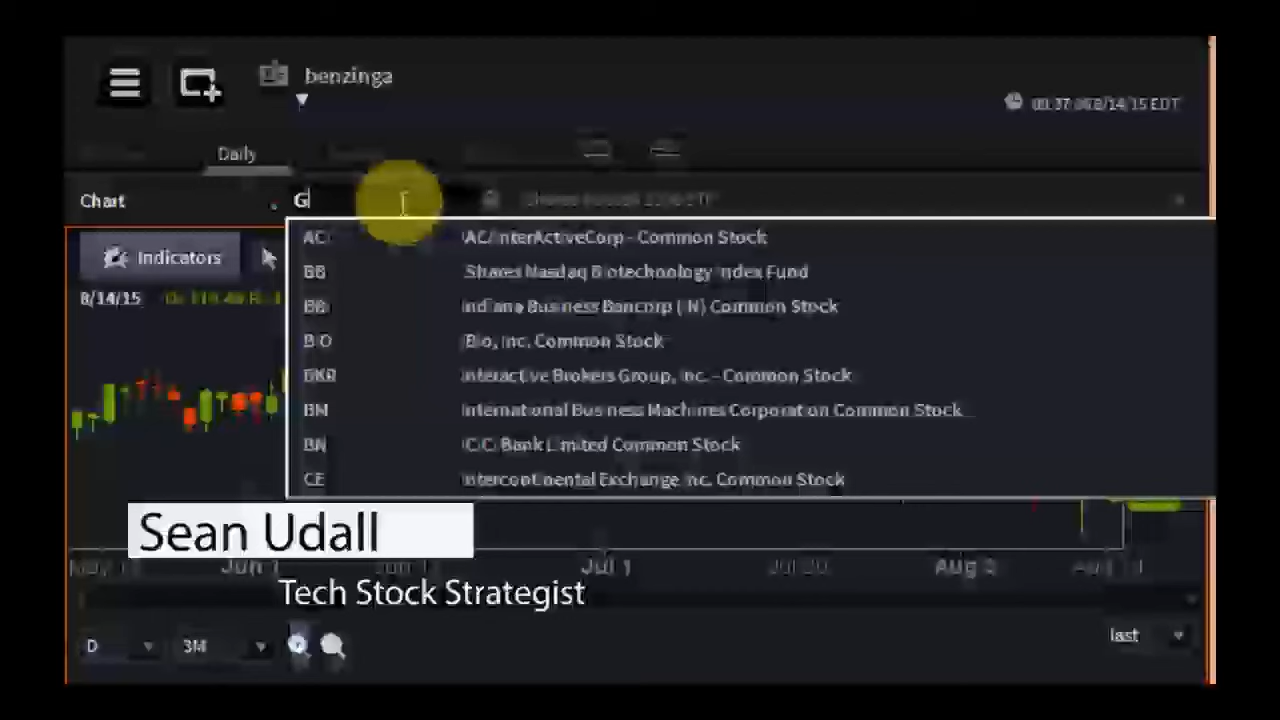 benzinga
Daily
Chart
G
AC AC/InterActiveCorp - Common Stock
Indicators
BB Shares Nasdaq Biotechnology Index Fund
8/14/15
BB Indiana Business Bancorp (IN) Common Stock
BIO Bio, Inc. Common Stock
BKR Interactive Brokers Group, Inc. - Common Stock
BM International Business Machines Corporation Common Stock
BN C.C. Bank Limited Common Stock
CE Intercontinental Exchange Inc. Common Stock
Sean Udall
Jun 1 Jul 1 Jul 20 Aug 3
Tech Stock Strategist
D 3M last